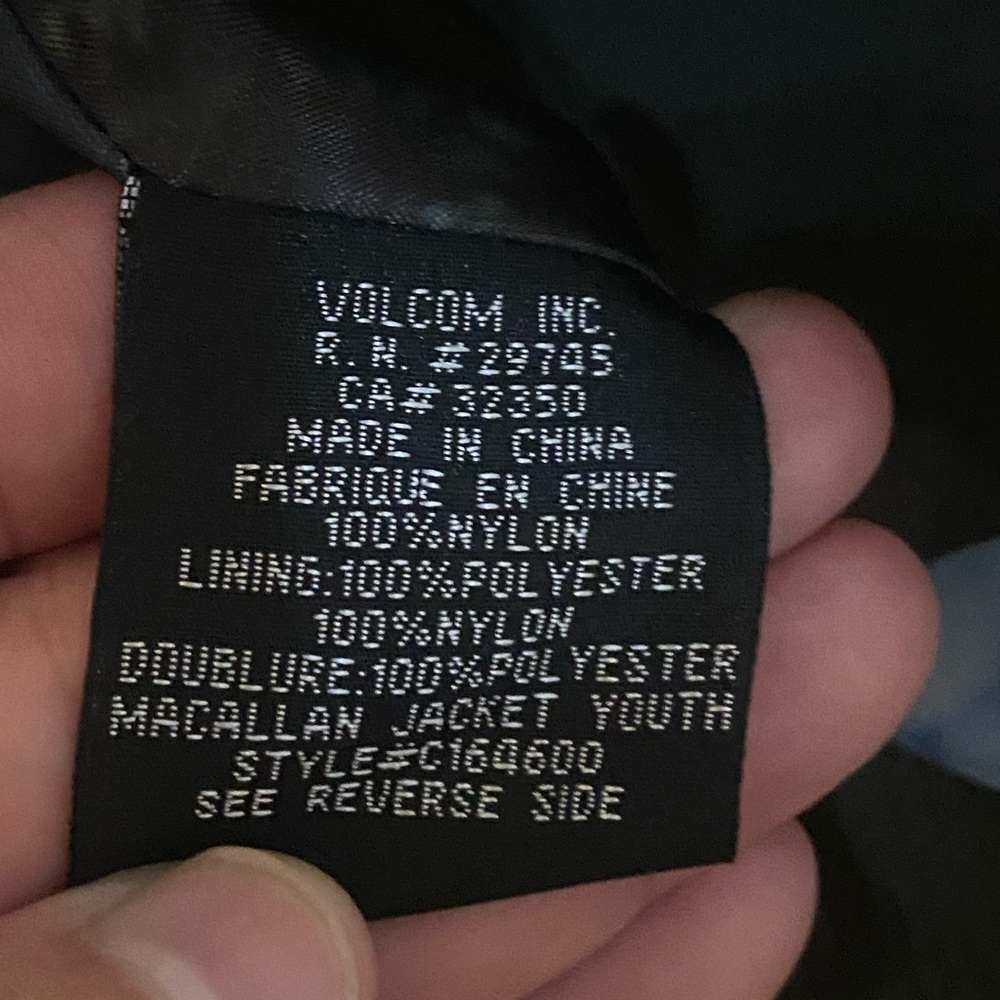 VOLCOM INC.
R.N. #29745
CA# 32350
MADE IN CHINA
FABRIQUE EN CHINE
100%NYLON
LINING:100%POLYESTER
100%NYLON
DOUBLURE:100%POLYESTER
MACALLAN JACKET YOUTH
STYLE#C164600
SEE REVERSE SIDE